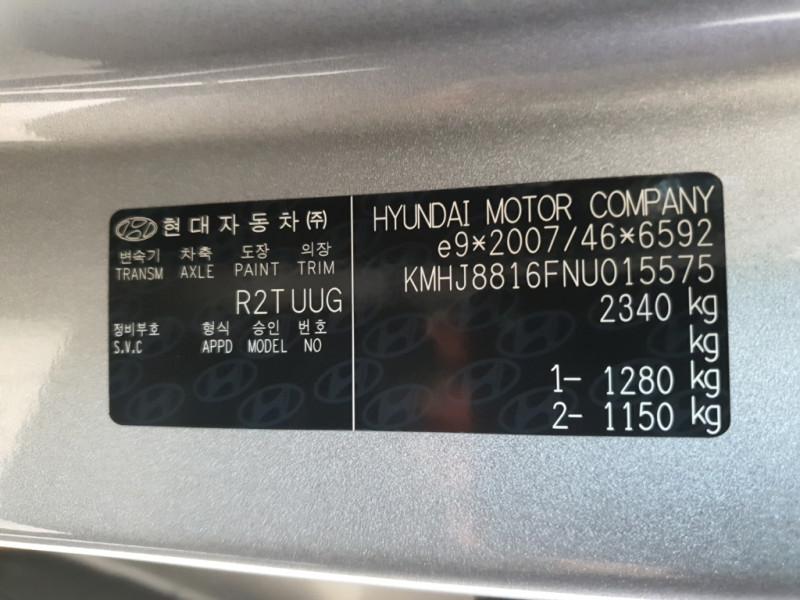 현대자동차(주)
변속기 차축 도장 의장
TRANSM AXLE PAINT TRIM
R2T UUG
정비부호 형식 승인 번호
S.V.C APPD MODEL NO
HYUNDAI MOTOR COMPANY
e9*2007/46*6592
KMHJ8816FNU015575
2340 kg
kg
1- 1280 kg
2- 1150 kg